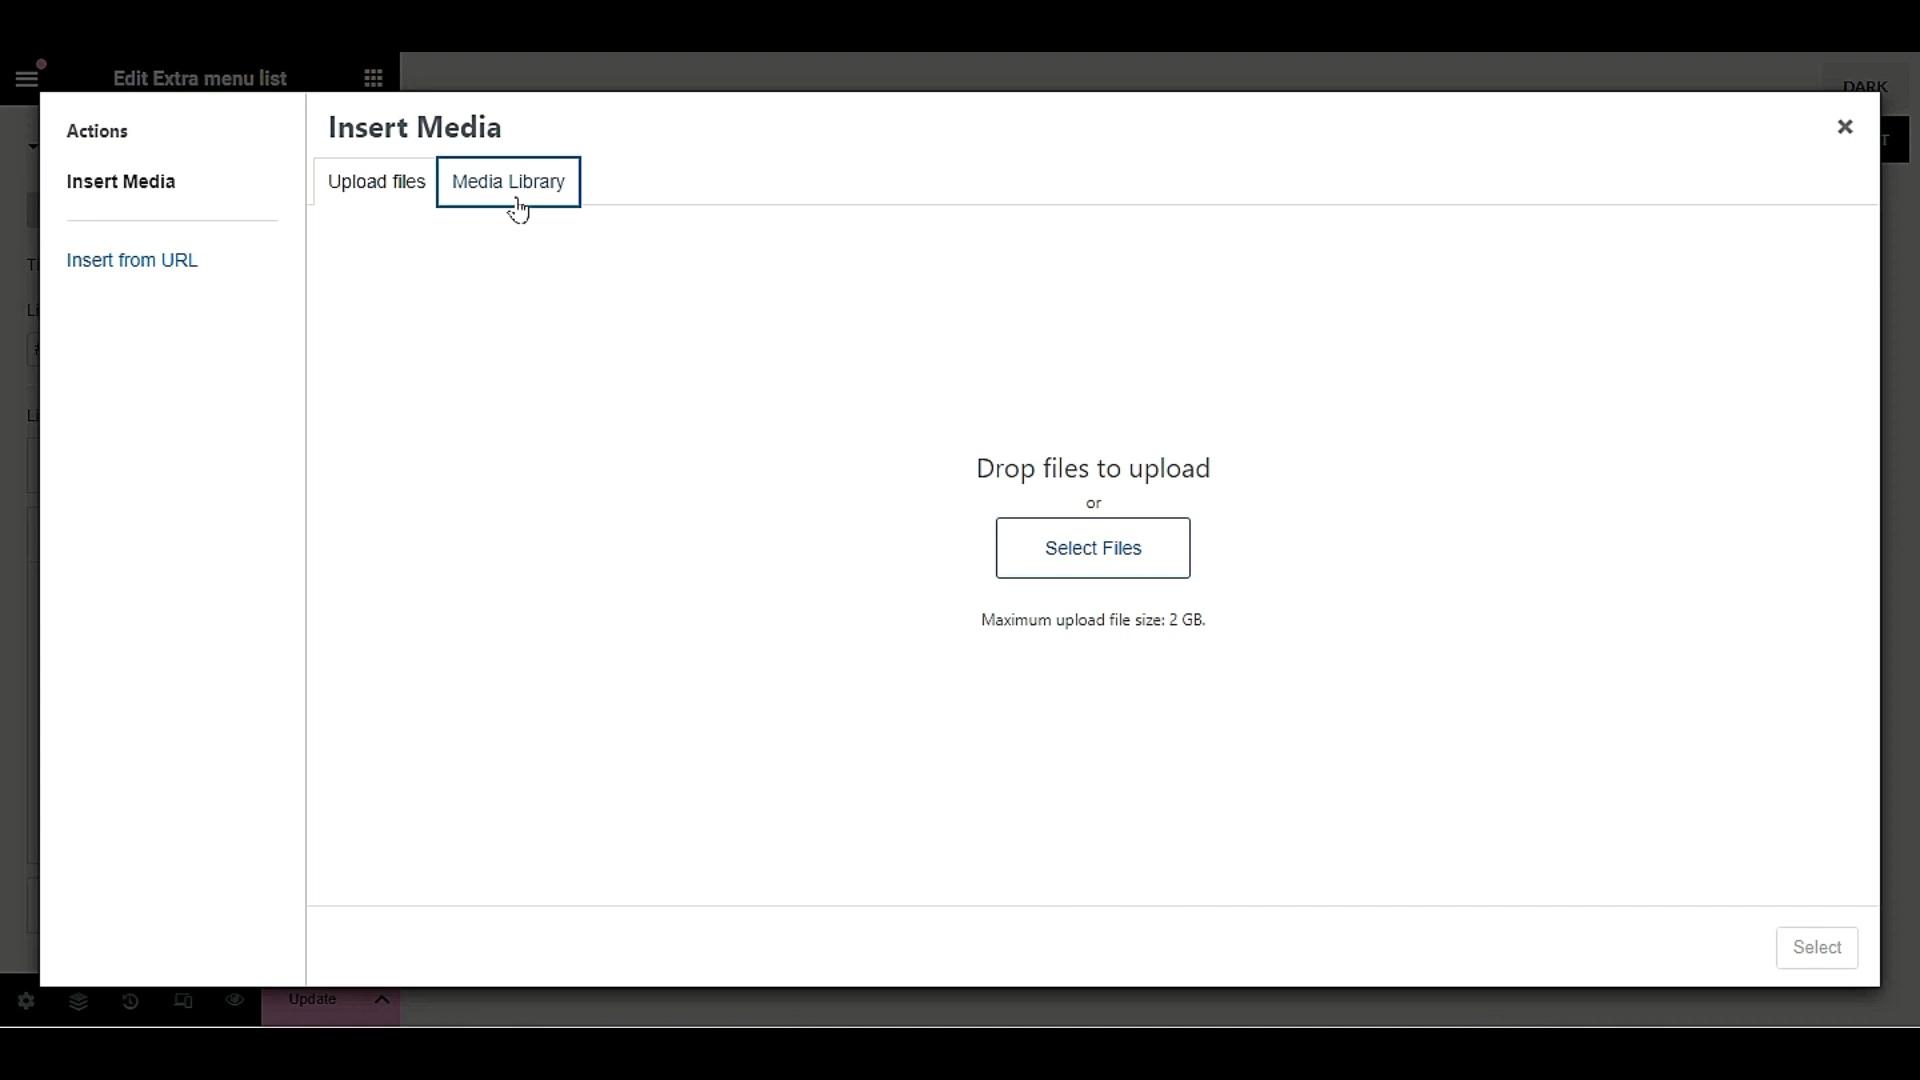 Edit Extra menu list
DARK
Actions
Insert Media
Insert from URL
Insert Media
Upload files
Media Library
Drop files to upload
or
Select Files
Maximum upload file size: 2 GB.
Select
Update